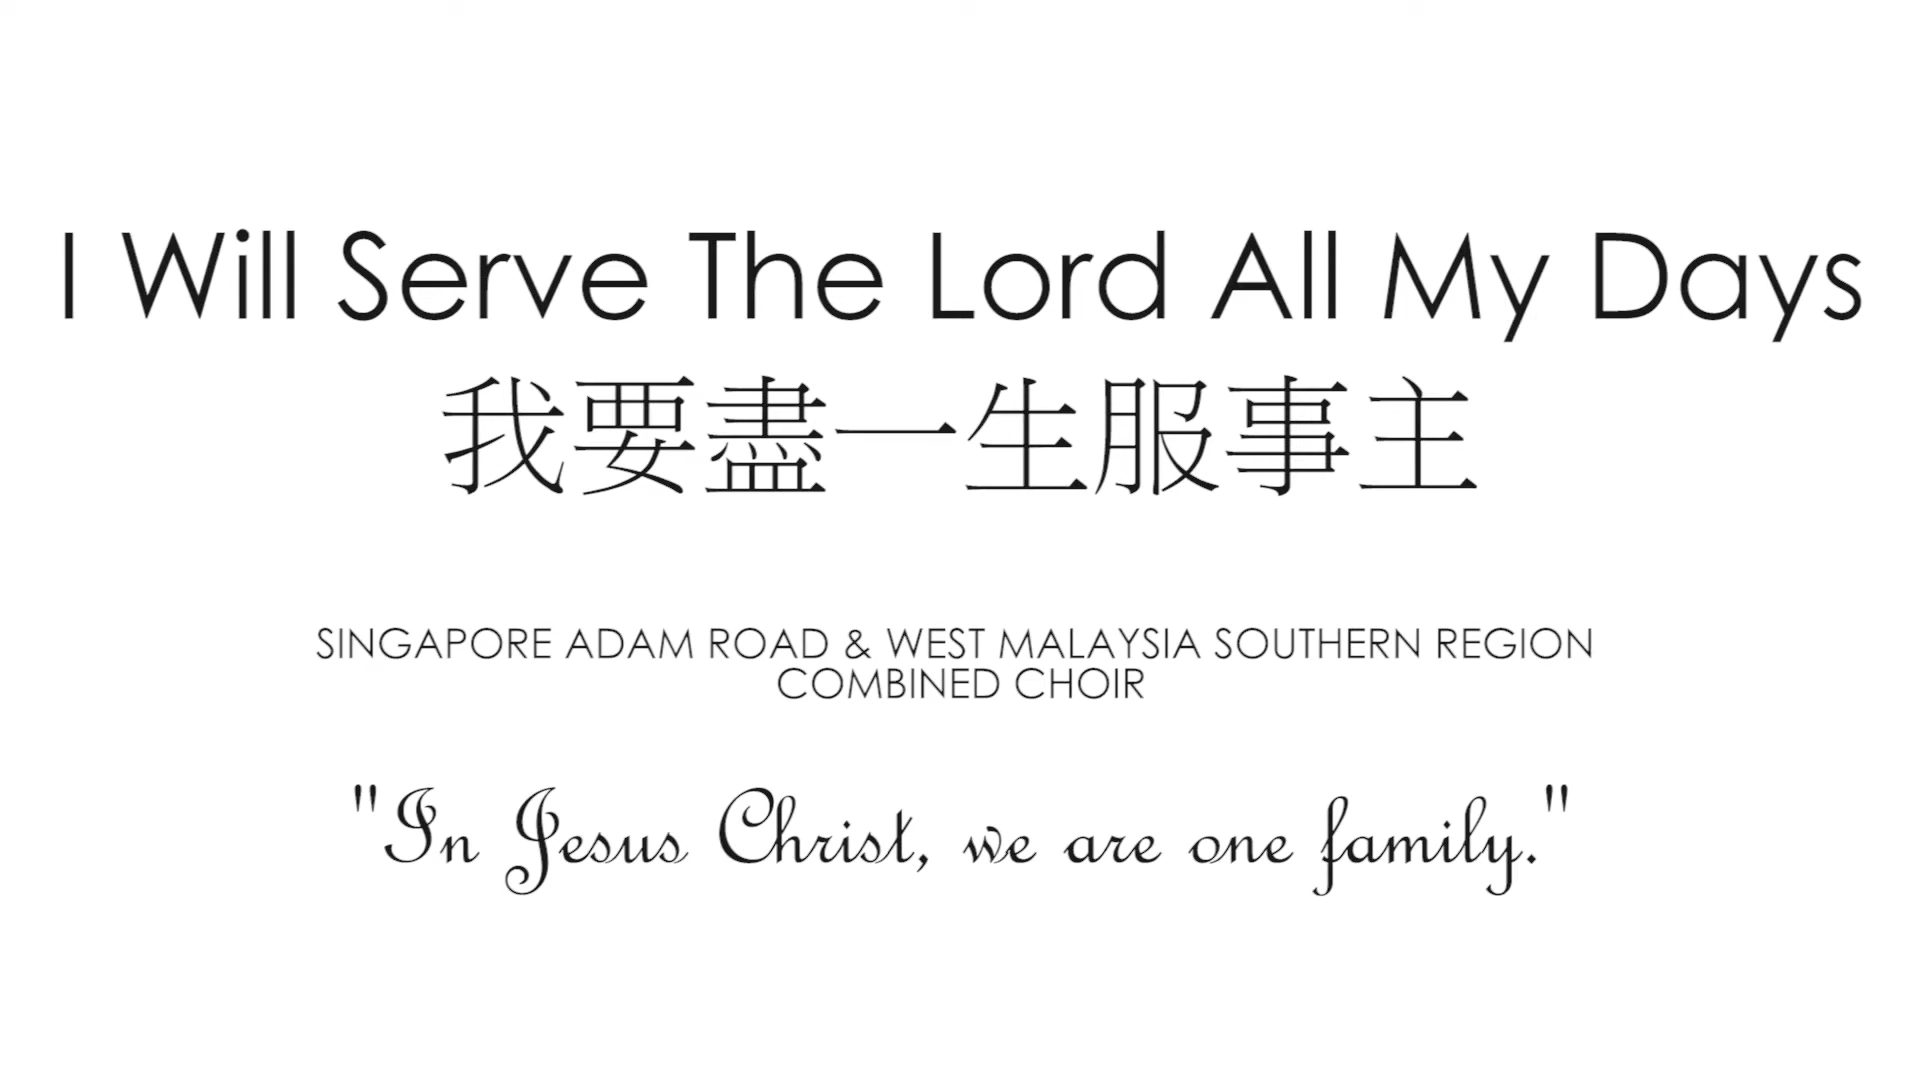 I Will Serve The Lord All My Days
我要盡一生服事主
SINGAPORE ADAM ROAD & WEST MALAYSIA SOUTHERN REGION
COMBINED CHOIR
"In Jesus Christ, we are one family."